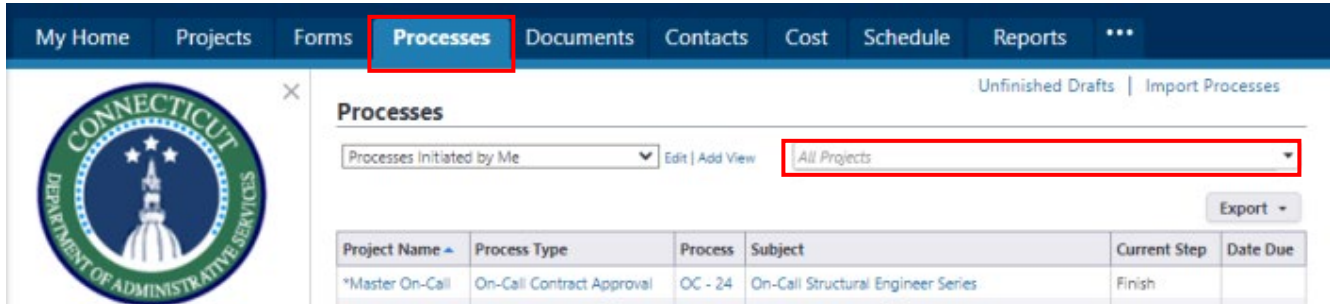 My Home Projects Forms Processes Documents Contacts Cost Schedule Reports •••
Unfinished Drafts | Import Processes
CONNECTICUT
DEPARTMENT OF ADMINISTRATIVE SERVICES
Processes
Processes Initiated by Me Edit | Add View All Projects
Export
Project Name Process Type Process Subject Current Step Date Due
*Master On-Call On-Call Contract Approval OC - 24 On-Call Structural Engineer Series Finish